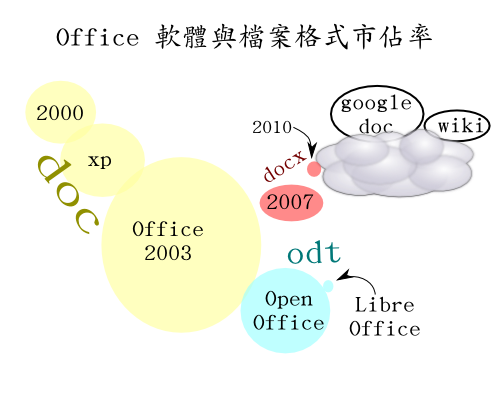 Office 軟體與檔案格式市佔率
2000
xp
doc
Office
2003
google
doc
wiki
2010
docx
2007
odt
Open
Office
Libre
Office